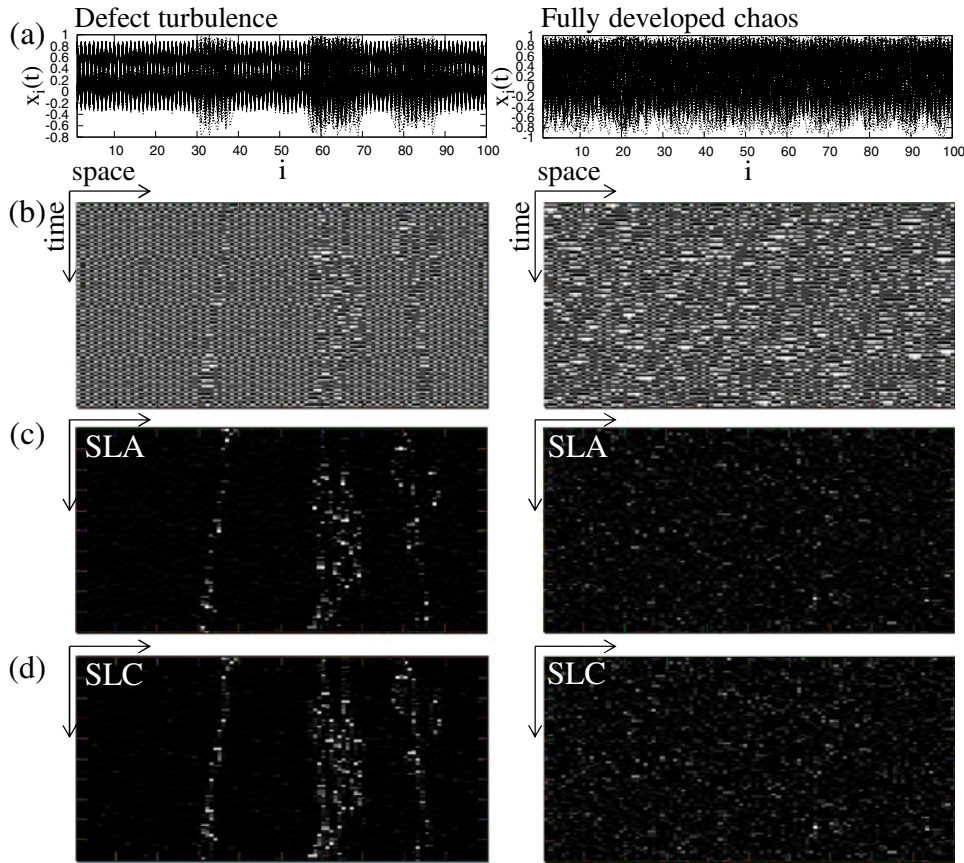 Defect turbulence
Fully developed chaos
(a)
x_i(t)
1
0.8
0.6
0.4
0.2
0
-0.2
-0.4
-0.6
-0.8
10 20 30 40 50 60 70 80 90 100
i
x_i(t)
1
0.8
0.6
0.4
0.2
0
-0.2
-0.4
-0.6
-0.8
-1
10 20 30 40 50 60 70 80 90 100
i
space
space
(b)
time
time
(c)
SLA
SLA
(d)
SLC
SLC